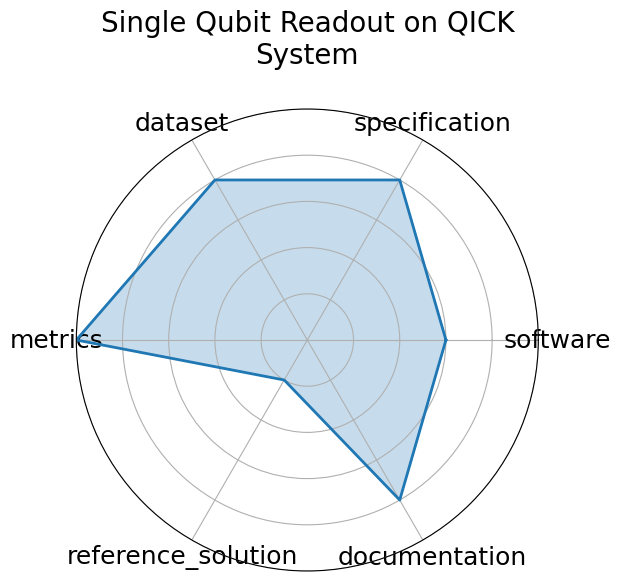 Single Qubit Readout on QICK
System
dataset
specification
metrics
software
reference_solution
documentation